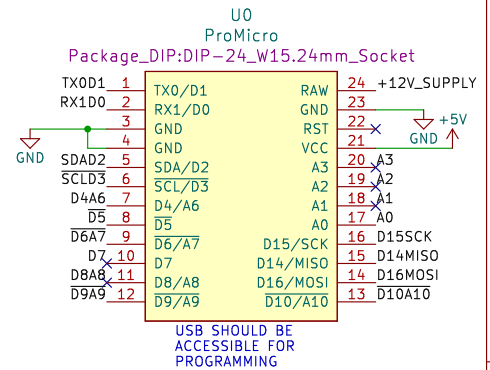 U0
ProMicro
Package_DIP:DIP-24_W15.24mm_Socket
TX0D1 1 TX0/D1 RAW 24 +12V_SUPPLY
RX1D0 2 RX1/D0 GND 23
3 GND RST 22
GND 4 GND VCC 21 GND +5V
SDAD2 5 SDA/D2 A3 20 A3
SCLD3 6 SCL/D3 A2 19 A2
D4A6 7 D4/A6 A1 18 A1
D5 8 D5 A0 17 A0
D6A7 9 D6/A7 D15/SCK 16 D15SCK
D7 10 D7 D14/MISO 15 D14MISO
D8A8 11 D8/A8 D16/MOSI 14 D16MOSI
D9A9 12 D9/A9 D10/A10 13 D10A10
USB SHOULD BE
ACCESSIBLE FOR
PROGRAMMING